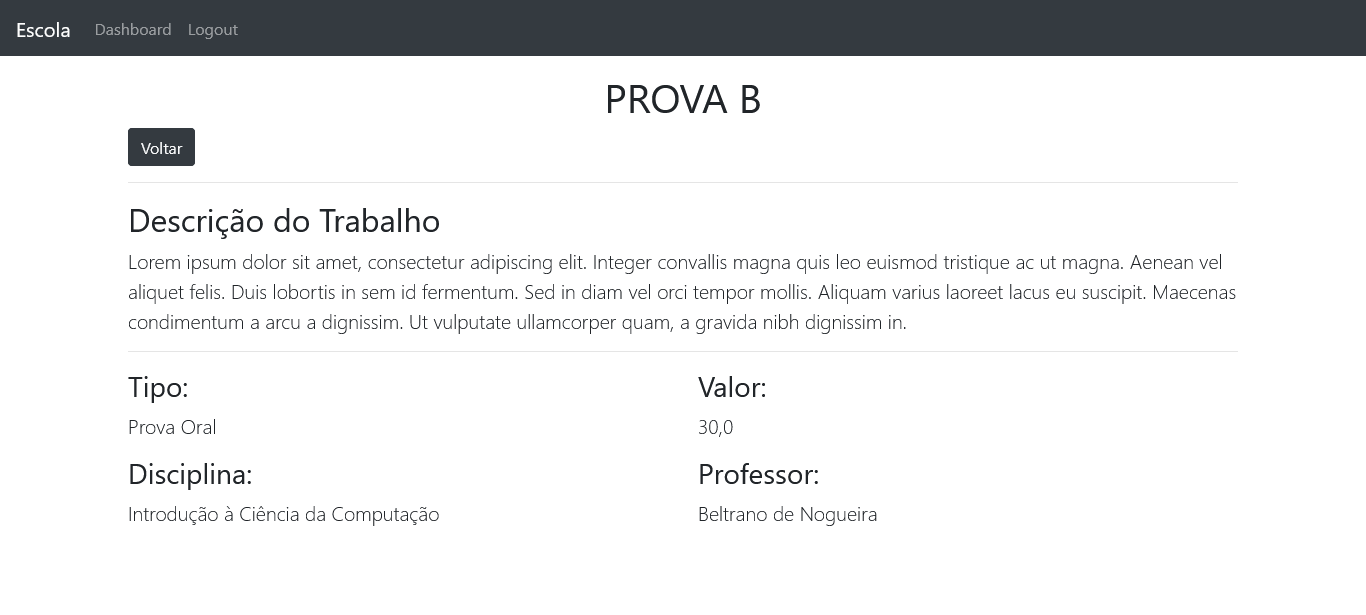 Escola Dashboard Logout
PROVA B
Voltar
Descrição do Trabalho
Lorem ipsum dolor sit amet, consectetur adipiscing elit. Integer convallis magna quis leo euismod tristique ac ut magna. Aenean vel
aliquet felis. Duis lobortis in sem id fermentum. Sed in diam vel orci tempor mollis. Aliquam varius laoreet lacus eu suscipit. Maecenas
condimentum a arcu a dignissim. Ut vulputate ullamcorper quam, a gravida nibh dignissim in.
Tipo:
Prova Oral
Valor:
30,0
Disciplina:
Introdução à Ciência da Computação
Professor:
Beltrano de Nogueira